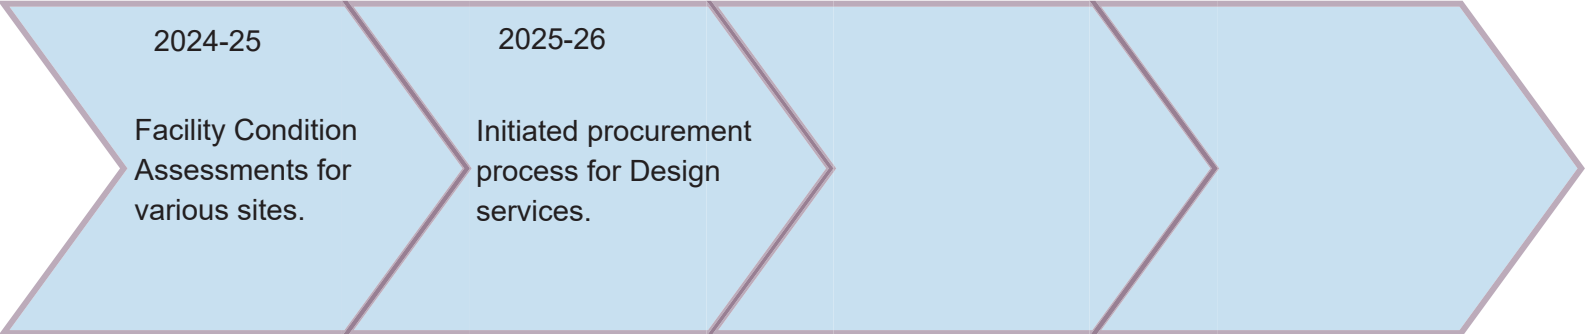 2024-25
Facility Condition
Assessments for
various sites.
2025-26
Initiated procurement
process for Design
services.